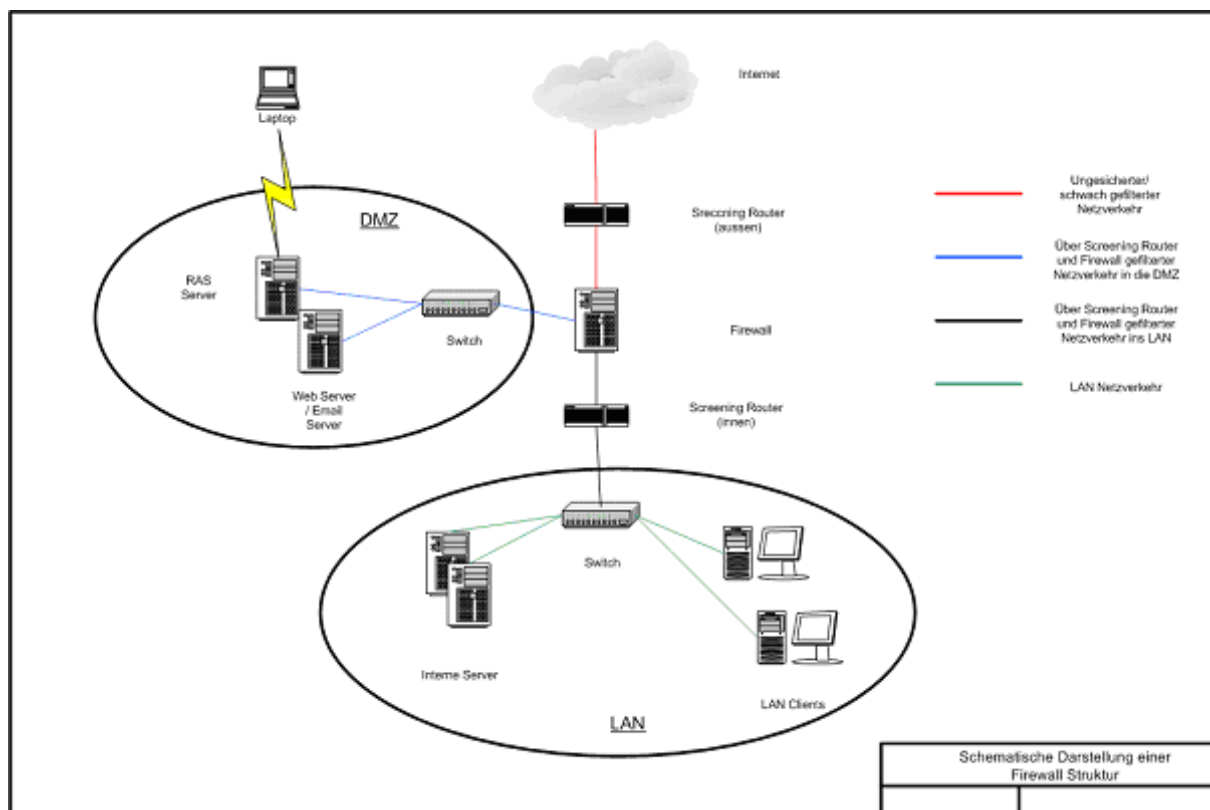 Internet
Laptop
Ungesicherter/
schwach gefilterter
Netzverkehr
Sreccning Router
(aussen)
DMZ
Über Screening Router
und Firewall gefilterter
Netzverkehr in die DMZ
RAS
Server
Switch
Firewall
Über Screening Router
und Firewall gefilterter
Netzverkehr ins LAN
LAN Netzverkehr
Web Server
/ Email
Server
Screening Router
(innen)
Switch
Interne Server
LAN Clients
LAN
Schematische Darstellung einer
Firewall Struktur